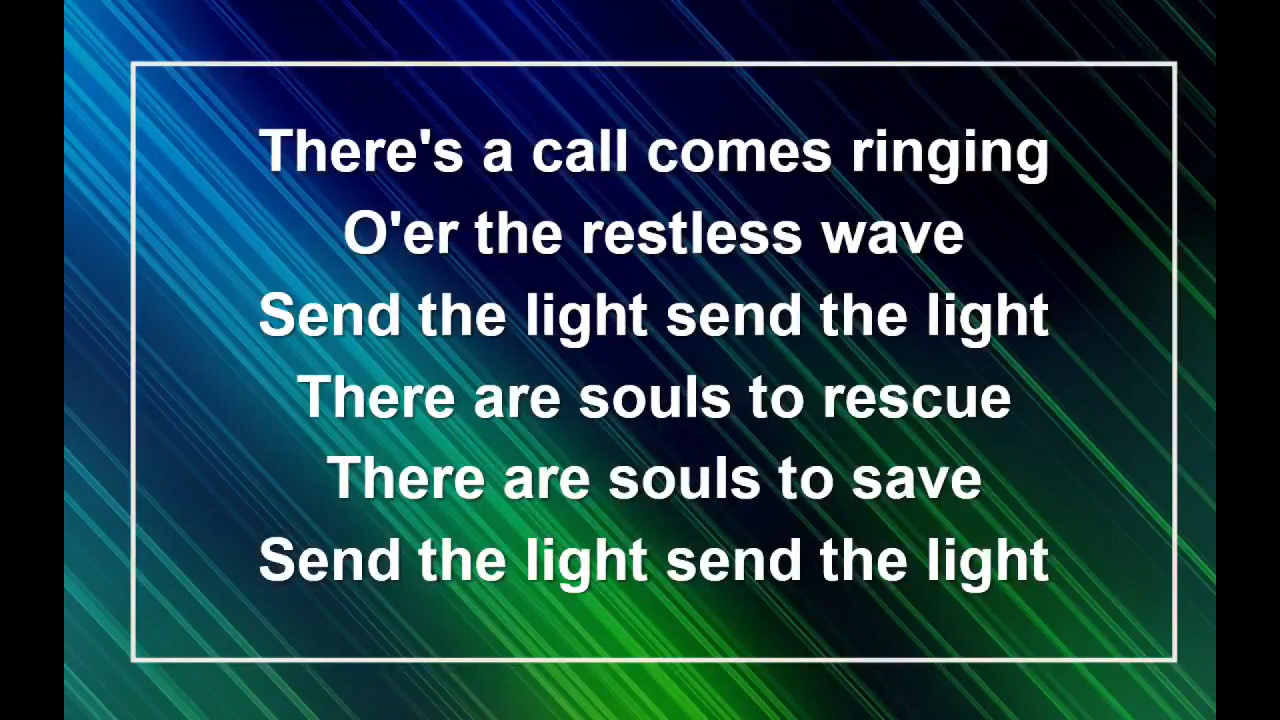 There's a call comes ringing
O'er the restless wave
Send the light send the light
There are souls to rescue
There are souls to save
Send the light send the light